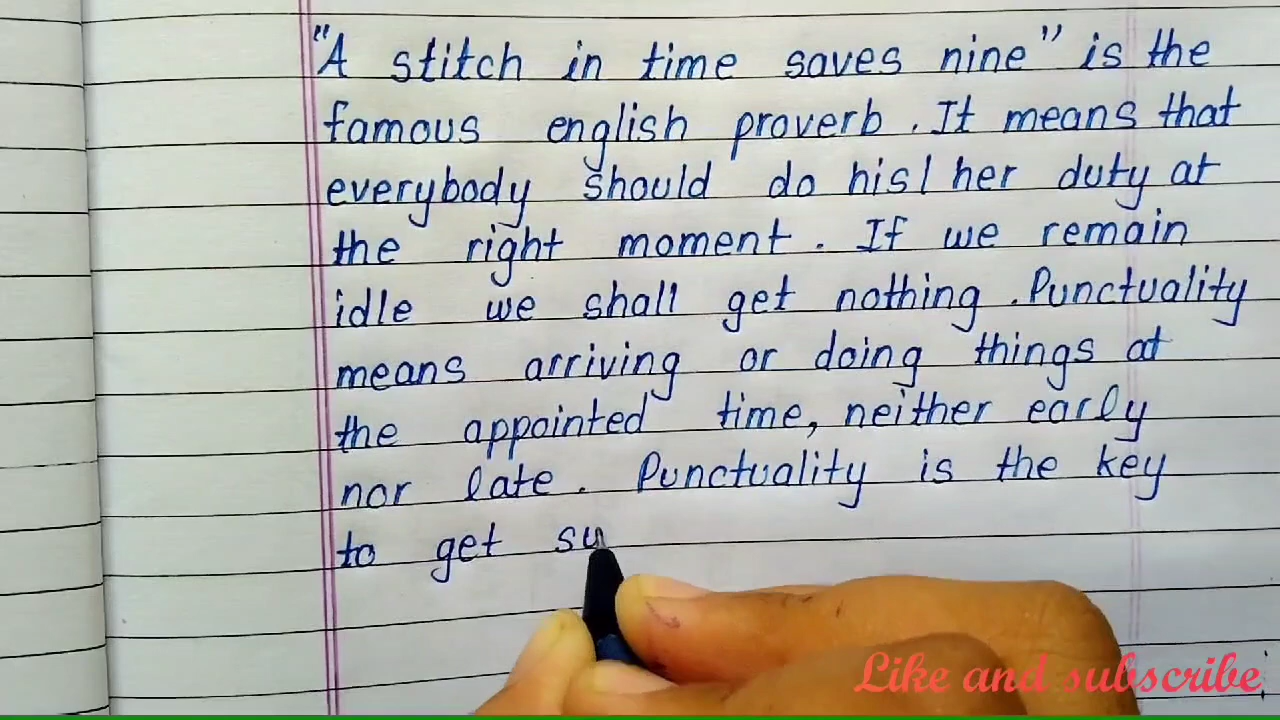 "A stitch in time saves nine" is the
famous english proverb. It means that
everybody should do his/her duty at
the right moment. If we remain
idle we shall get nothing. Punctuality
means arriving or doing things at
the appointed time, neither early
nor late. Punctuality is the key
to get su
Like and subscribe